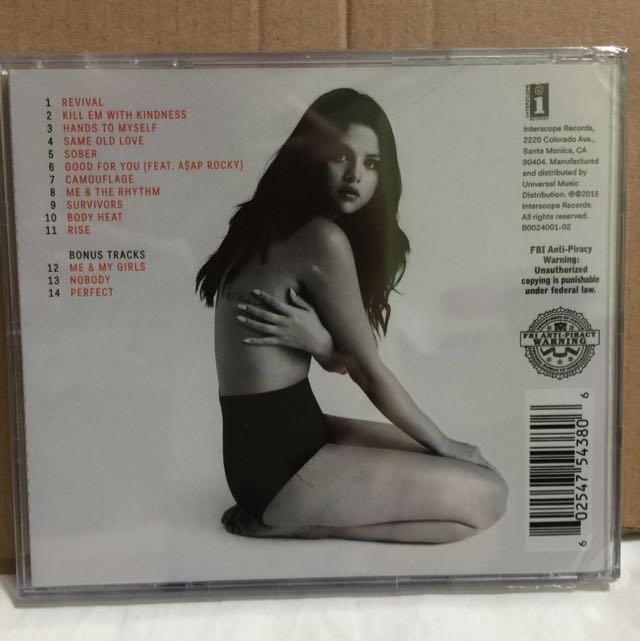 1 REVIVAL
2 KILL EM WITH KINDNESS
3 HANDS TO MYSELF
4 SAME OLD LOVE
5 SOBER
6 GOOD FOR YOU (FEAT. A$AP ROCKY)
7 CAMOUFLAGE
8 ME & THE RHYTHM
9 SURVIVORS
10 BODY HEAT
11 RISE
BONUS TRACKS
12 ME & MY GIRLS
13 NOBODY
14 PERFECT
INTERSCOPE
RECORDS
Interscope Records,
2220 Colorado Ave.,
Santa Monica, CA
90404. Manufactured
and distributed by
Universal Music
Distribution. ℗©2015
Interscope Records.
All rights reserved.
B0024001-02
FBI Anti-Piracy
Warning:
Unauthorized
copying is punishable
under federal law.
FBI ANTI-PIRACY
WARNING
6 02547 54380 6